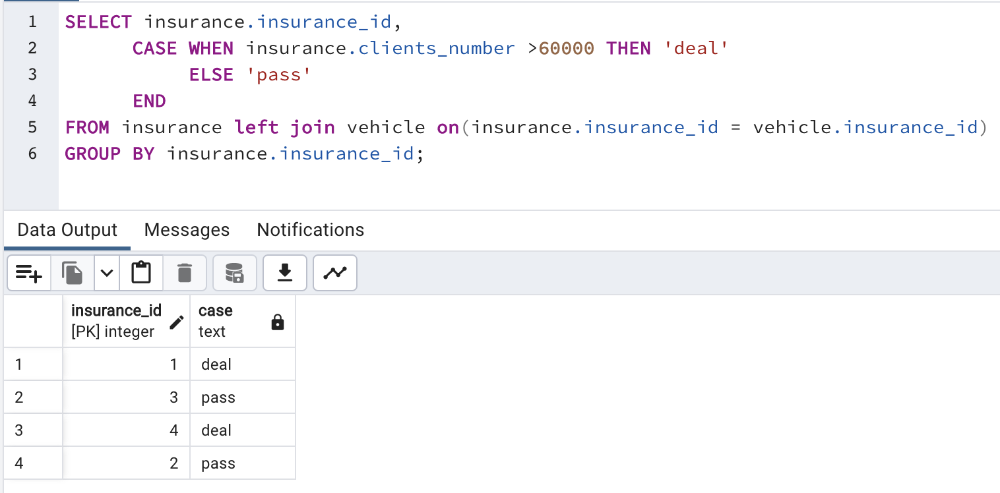 1 SELECT insurance.insurance_id,
2 CASE WHEN insurance.clients_number >60000 THEN 'deal'
3 ELSE 'pass'
4 END
5 FROM insurance left join vehicle on(insurance.insurance_id = vehicle.insurance_id)
6 GROUP BY insurance.insurance_id;
Data Output Messages Notifications
insurance_id case
[PK] integer text
1 1 deal
2 3 pass
3 4 deal
4 2 pass